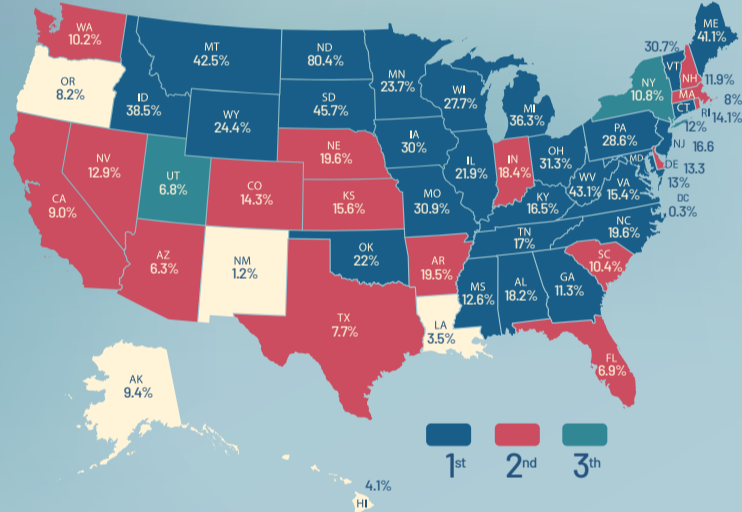 WA
10.2%
OR
8.2%
CA
9.0%
NV
12.9%
ID
38.5%
MT
42.5%
WY
24.4%
UT
6.8%
AZ
6.3%
CO
14.3%
NM
1.2%
ND
80.4%
SD
45.7%
NE
19.6%
KS
15.6%
OK
22%
TX
7.7%
MN
23.7%
IA
30%
MO
30.9%
AR
19.5%
LA
3.5%
WI
27.7%
IL
21.9%
MI
36.3%
IN
18.4%
OH
31.3%
KY
16.5%
TN
17%
MS
12.6%
AL
18.2%
GA
11.3%
FL
6.9%
SC
10.4%
NC
19.6%
VA
15.4%
WV
43.1%
PA
28.6%
NY
10.8%
ME
41.1%
30.7%
VT
NH
11.9%
MA
8%
RI
14.1%
CT
12%
NJ 16.6
MD
DE 13.3
13%
DC
0.3%
AK
9.4%
4.1%
HI
1st
2nd
3th